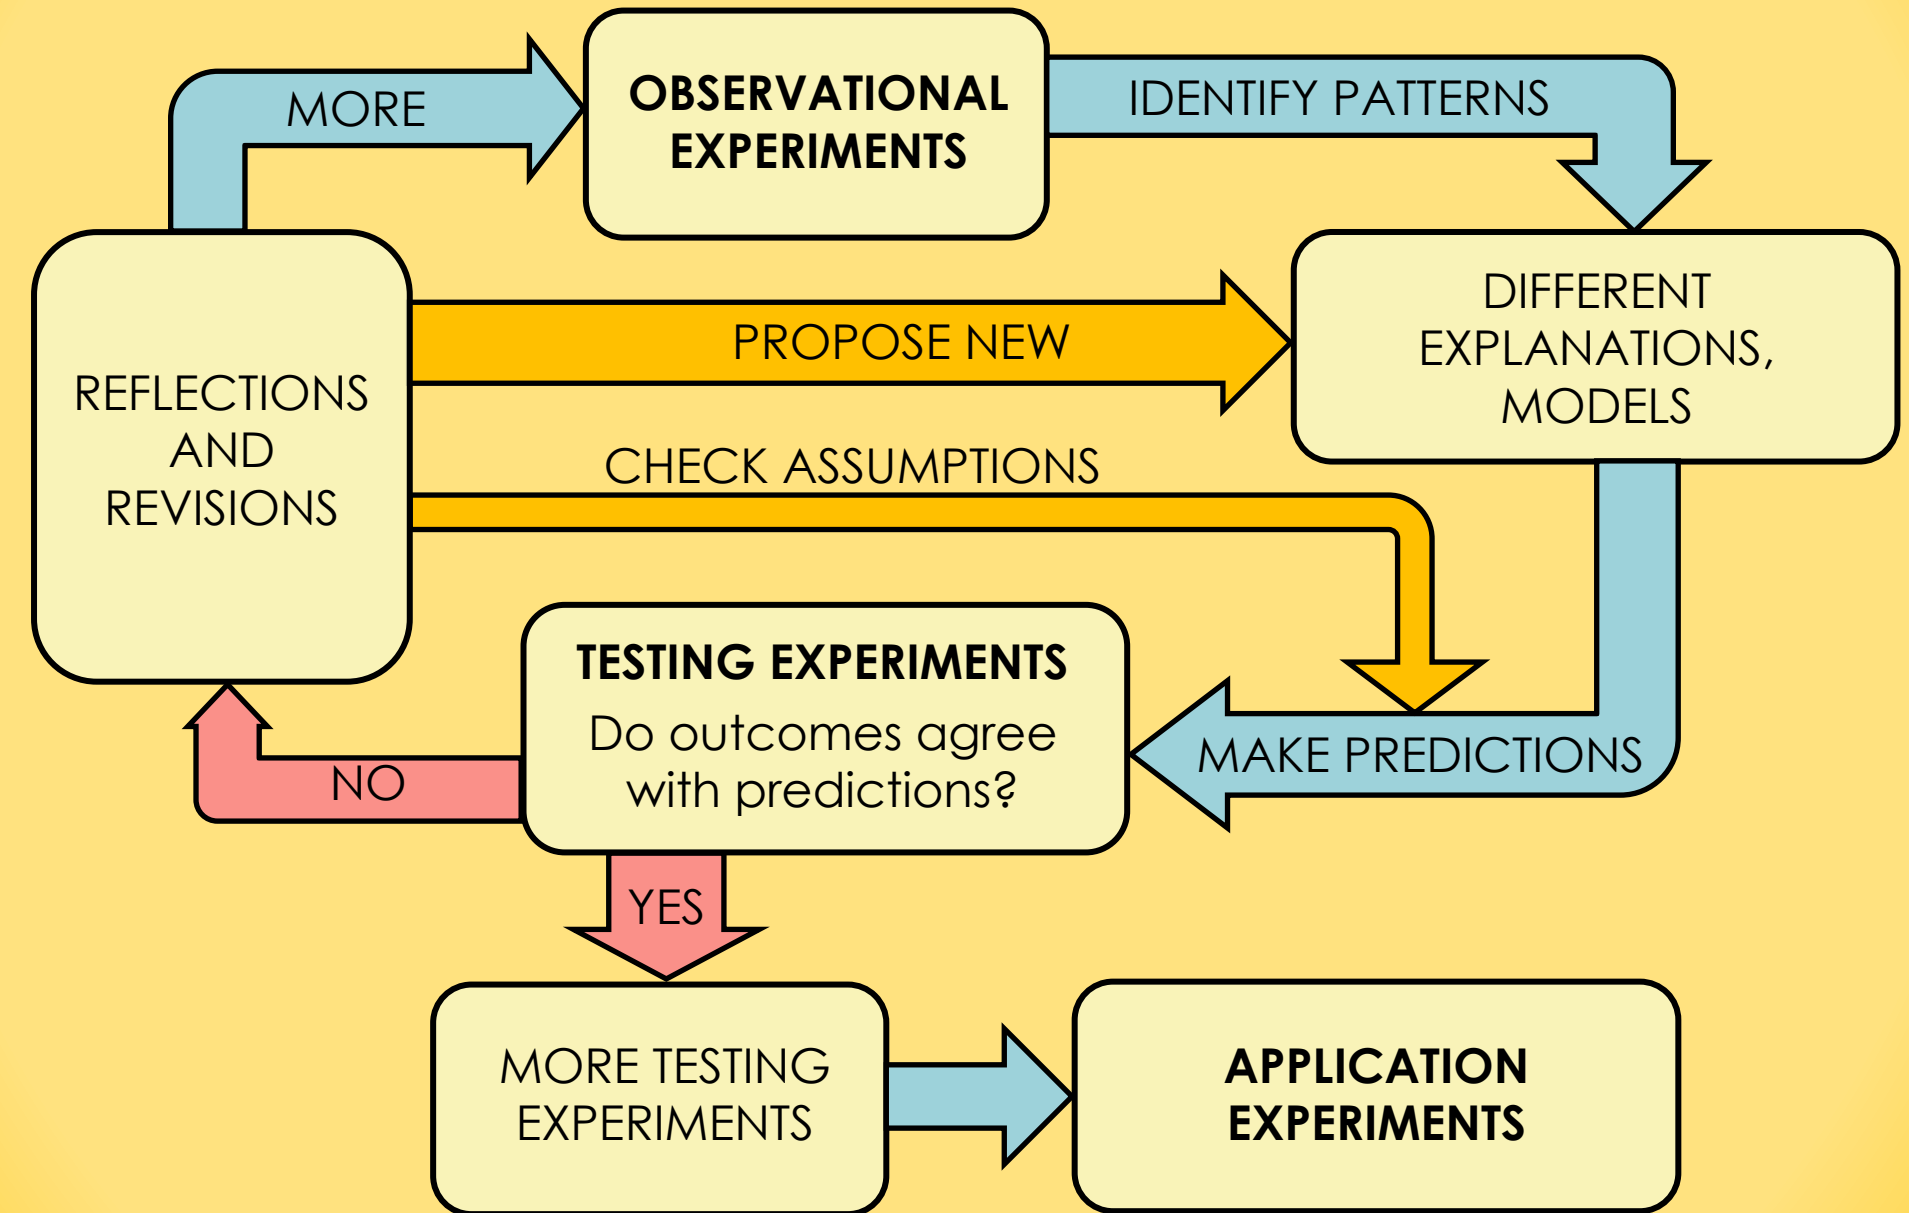 MORE
OBSERVATIONAL
EXPERIMENTS
IDENTIFY PATTERNS
REFLECTIONS
AND
REVISIONS
PROPOSE NEW
DIFFERENT
EXPLANATIONS,
MODELS
CHECK ASSUMPTIONS
TESTING EXPERIMENTS
Do outcomes agree
with predictions?
MAKE PREDICTIONS
NO
YES
MORE TESTING
EXPERIMENTS
APPLICATION
EXPERIMENTS